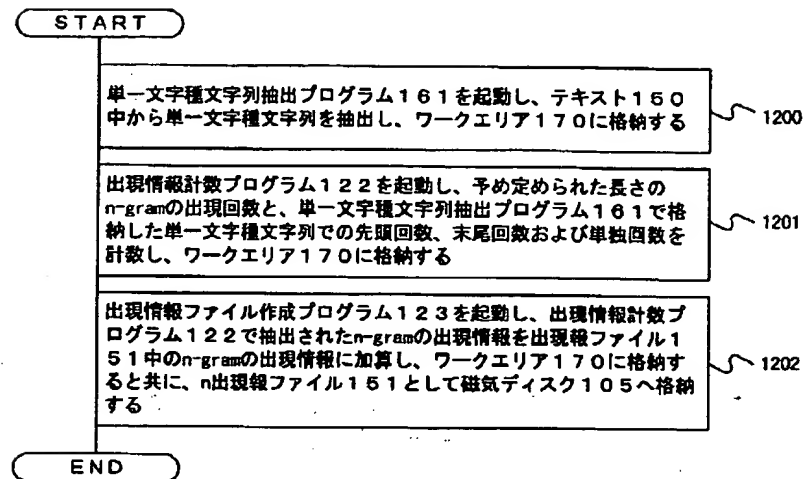 START
単一文字種文字列抽出プログラム161を起動し、テキスト150
中から単一文字種文字列を抽出し、ワークエリア170に格納する
1200
出現情報計数プログラム122を起動し、予め定められた長さの
n-gramの出現回数と、単一文字種文字列抽出プログラム161で格
納した単一文字種文字列での先頭回数、末尾回数および単独回数を
計数し、ワークエリア170に格納する
1201
出現情報ファイル作成プログラム123を起動し、出現情報計数プ
ログラム122で抽出されたn-gramの出現情報を出現報ファイル1
51中のn-gramの出現情報に加算し、ワークエリア170に格納す
ると共に、n出現報ファイル151として磁気ディスク105へ格納
する
1202
END